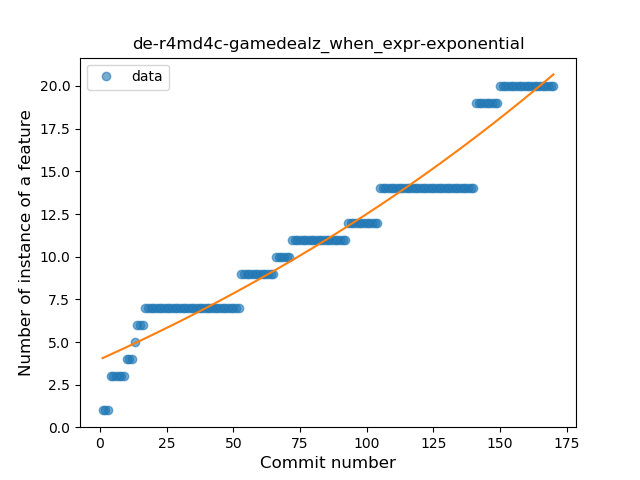 de-r4md4c-gamedealz_when_expr-exponential
data
Number of instance of a feature
20.0
17.5
15.0
12.5
10.0
7.5
5.0
2.5
0.0
0 25 50 75 100 125 150 175
Commit number